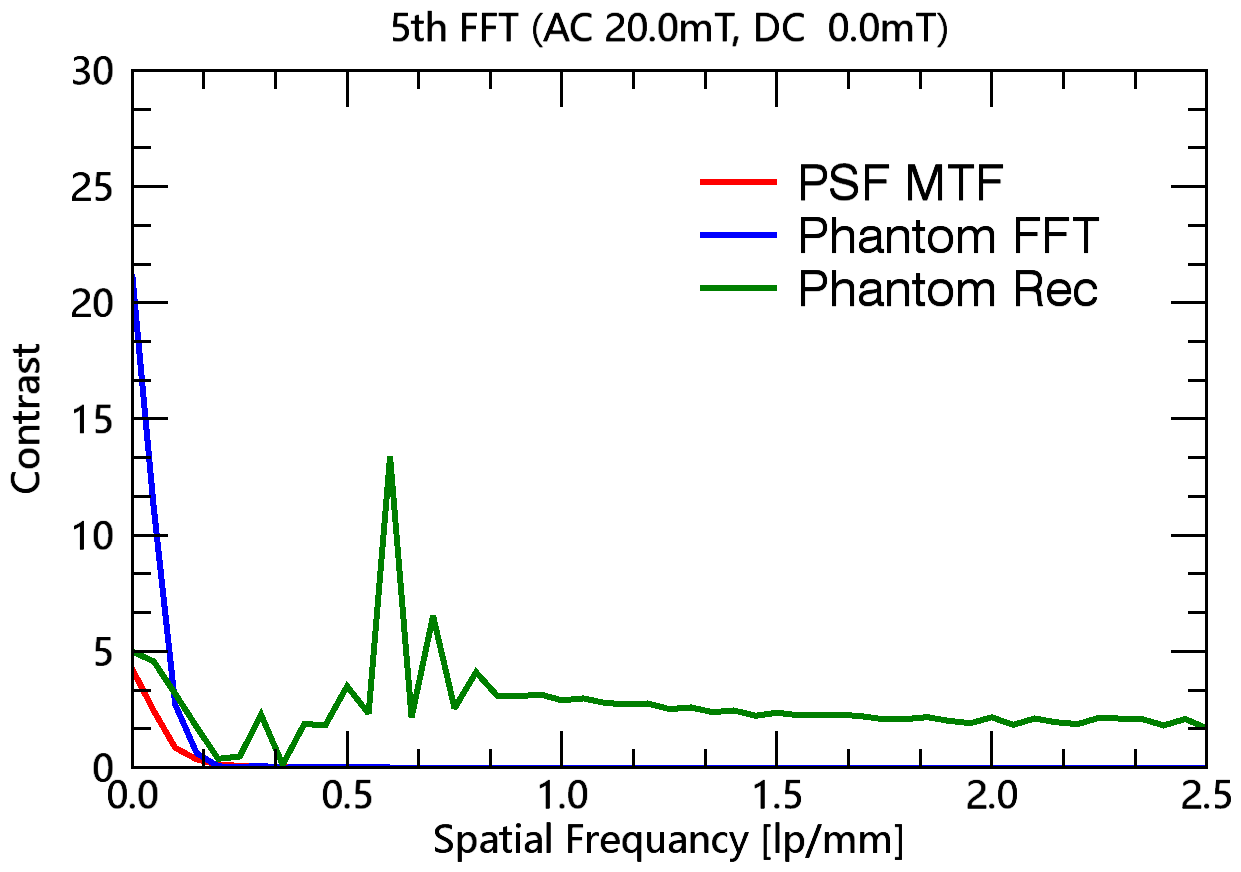 5th FFT (AC 20.0mT, DC  0.0mT)
30
25
20
15
10
5
0
Contrast
PSF MTF
Phantom FFT
Phantom Rec
0.0 0.5 1.0 1.5 2.0 2.5
Spatial Frequancy [lp/mm]